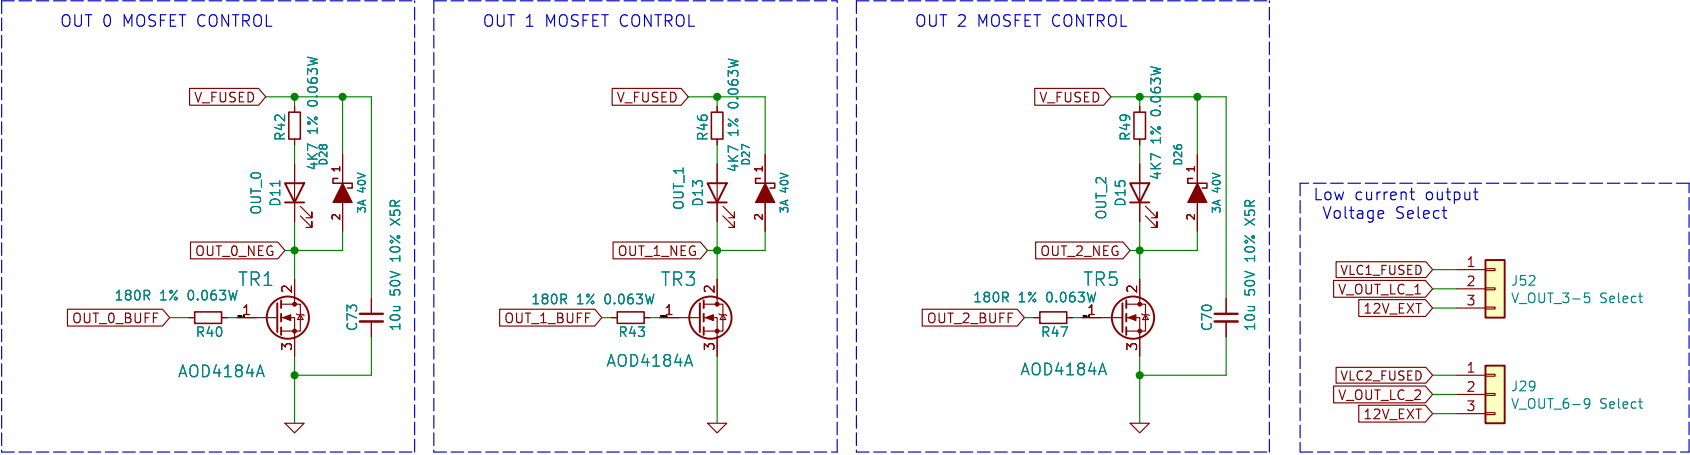 OUT 0 MOSFET CONTROL
V_FUSED
R42
4K7 1% 0.063W
D28
1
2
3A 40V
OUT_0
D11
OUT_0_NEG
TR1
180R 1% 0.063W
OUT_0_BUFF
R40
1
2
3
AOD4184A
C73
10u 50V 10% X5R
OUT 1 MOSFET CONTROL
V_FUSED
R46
4K7 1% 0.063W
D27
1
2
3A 40V
OUT_1
D13
OUT_1_NEG
TR3
180R 1% 0.063W
OUT_1_BUFF
R43
1
2
3
AOD4184A
OUT 2 MOSFET CONTROL
V_FUSED
R49
4K7 1% 0.063W
D26
1
2
3A 40V
OUT_2
D15
OUT_2_NEG
TR5
180R 1% 0.063W
OUT_2_BUFF
R47
1
2
3
AOD4184A
C70
10u 50V 10% X5R
Low current output
Voltage Select
VLC1_FUSED 1
V_OUT_LC_1 2
12V_EXT 3
J52
V_OUT_3-5 Select
VLC2_FUSED 1
V_OUT_LC_2 2
12V_EXT 3
J29
V_OUT_6-9 Select